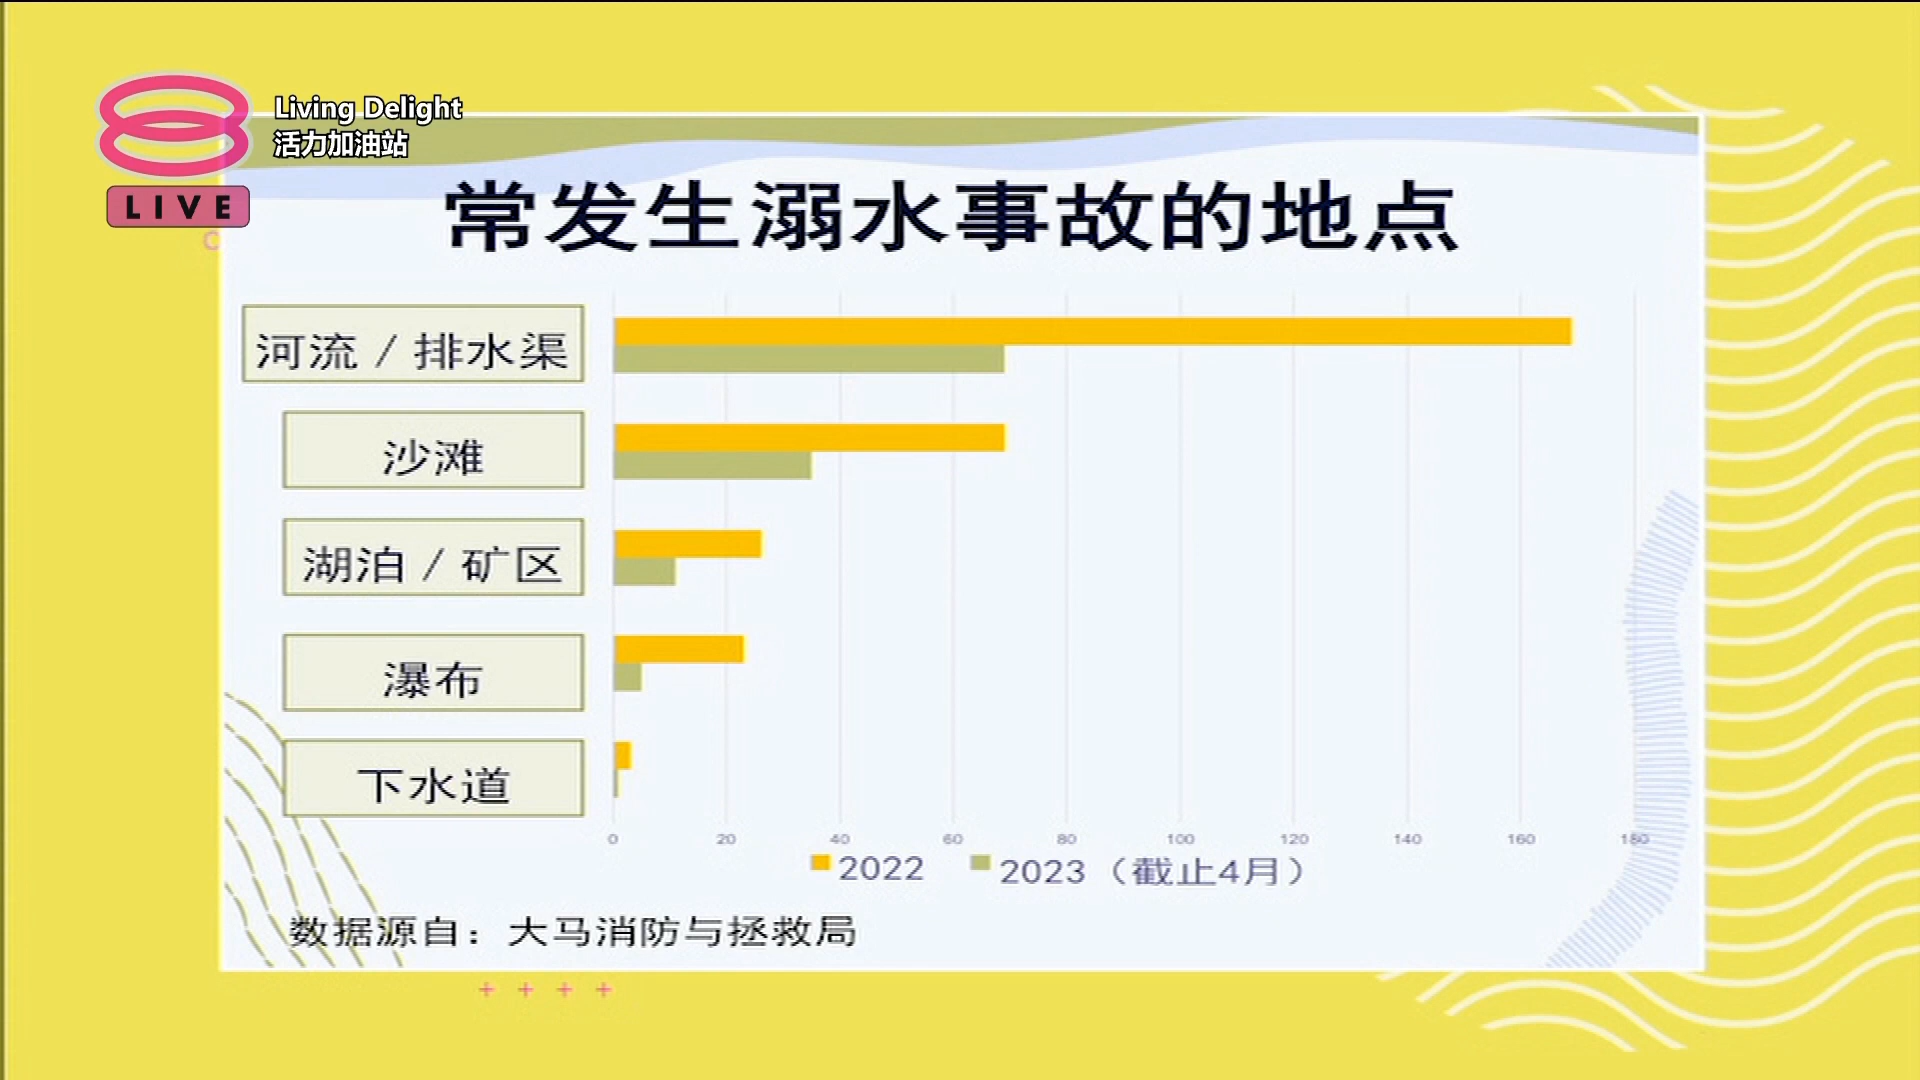 Living Delight
活力加油站
LIVE
常发生溺水事故的地点
河流 / 排水渠
沙滩
湖泊 / 矿区
瀑布
下水道
0 20 40 60 80 100 120 140 160 180
2022 2023（截止4月）
数据源自：大马消防与拯救局